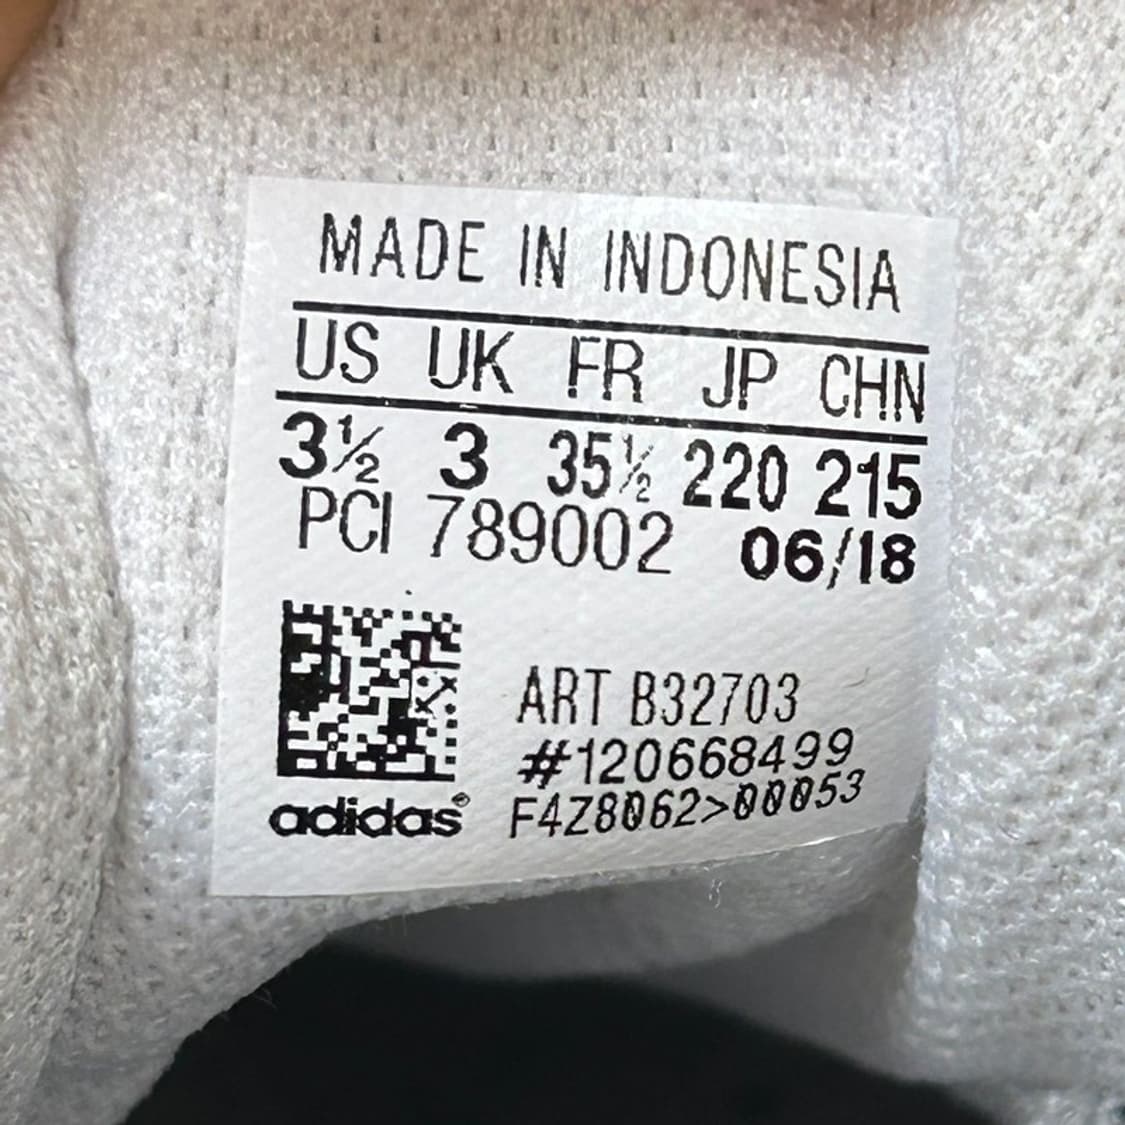 MADE IN INDONESIA
US UK FR JP CHN
3½ 3 35½ 220 215
PCI 789002 06/18
ART B32703
#120668499
F4Z8062>00053
adidas®